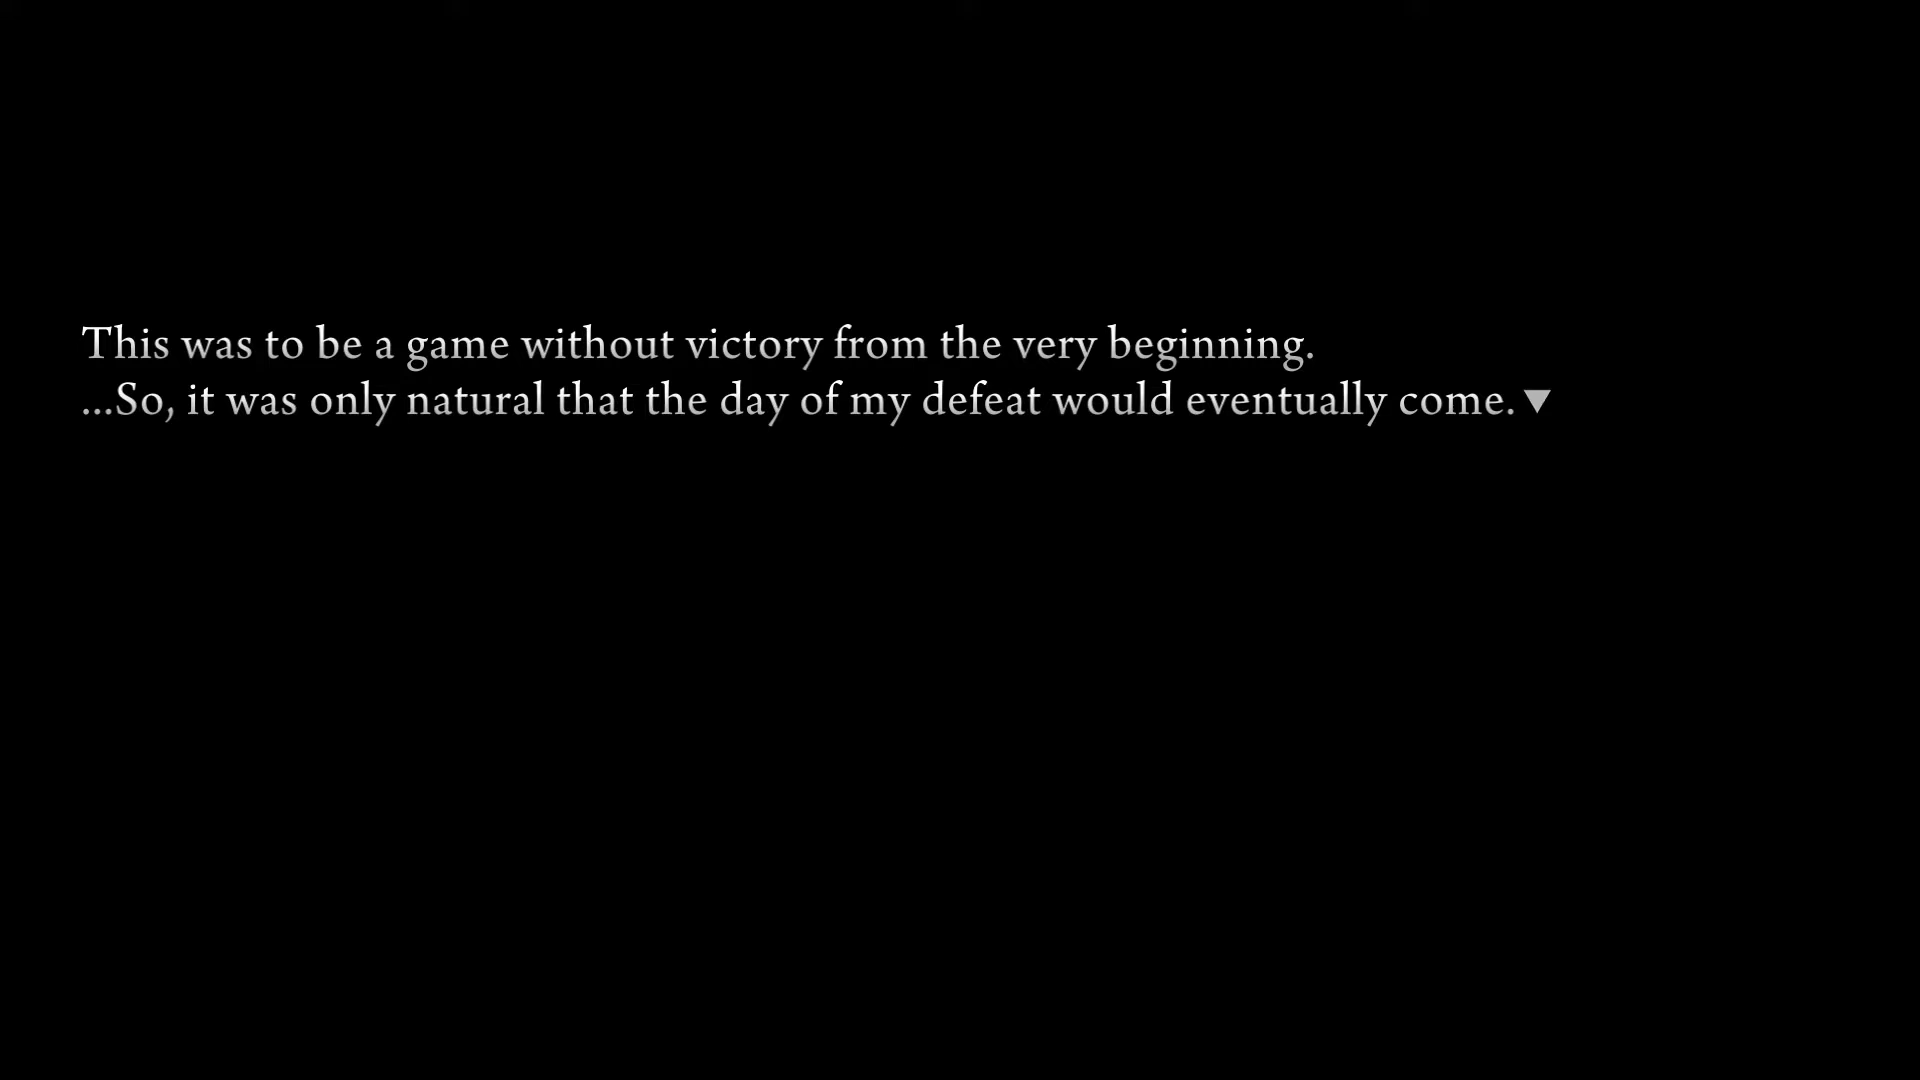 This was to be a game without victory from the very beginning.
...So, it was only natural that the day of my defeat would eventually come.